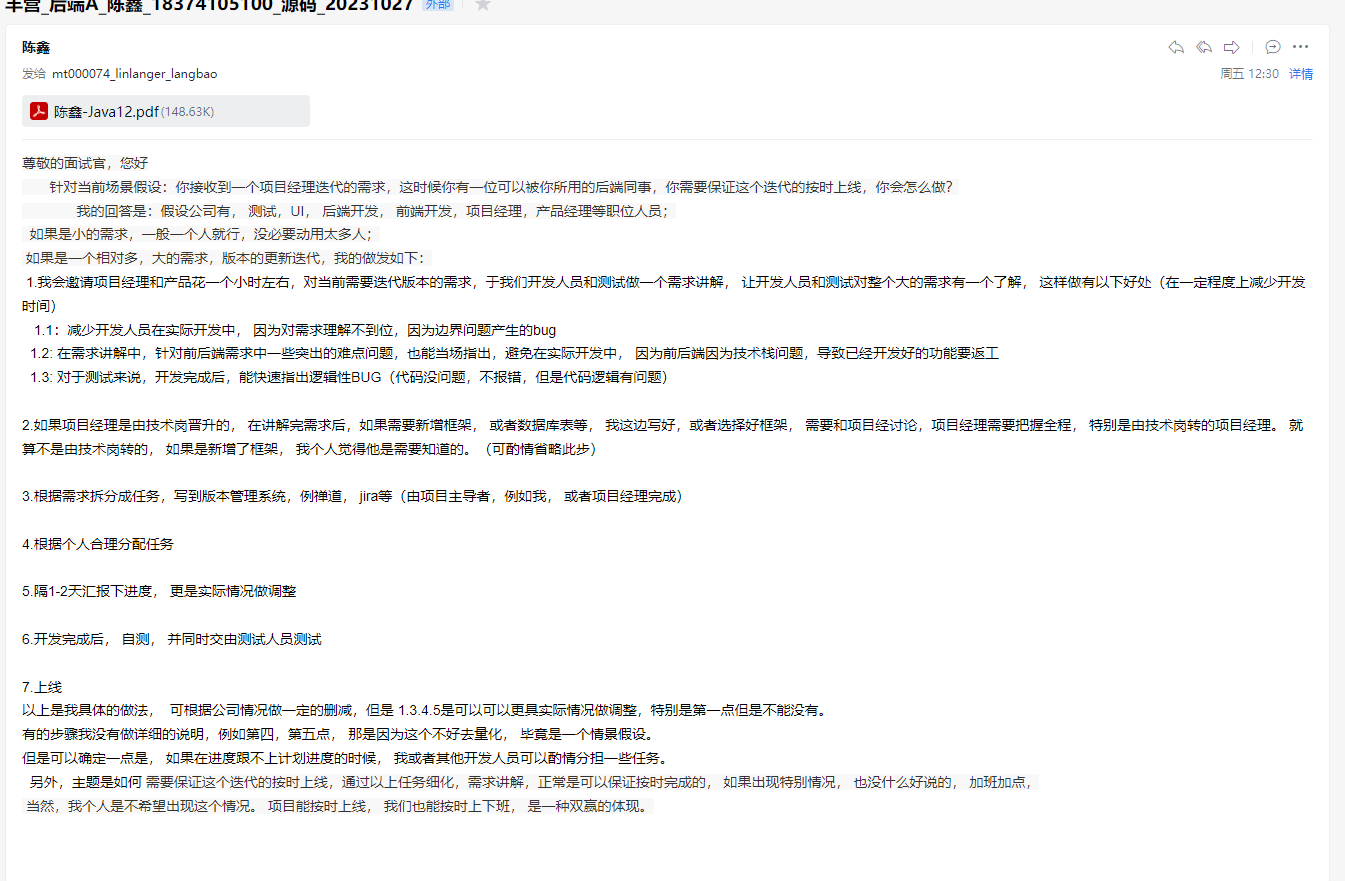 丰营_后端A_陈鑫_18374105100_源码_20231027 外部
陈鑫
发给 mt000074_linlanger_langbao
周五 12:30 详情
陈鑫-Java12.pdf(148.63K)
尊敬的面试官，您好
针对当前场景假设：你接收到一个项目经理迭代的需求，这时候你有一位可以被你所用的后端同事，你需要保证这个迭代的按时上线，你会怎么做？
我的回答是：假设公司有， 测试，UI， 后端开发， 前端开发，项目经理，产品经理等职位人员；
如果是小的需求，一般一个人就行，没必要动用太多人；
如果是一个相对多，大的需求，版本的更新迭代，我的做发如下：
1.我会邀请项目经理和产品花一个小时左右，对当前需要迭代版本的需求，于我们开发人员和测试做一个需求讲解， 让开发人员和测试对整个大的需求有一个了解， 这样做有以下好处（在一定程度上减少开发
时间）
1.1：减少开发人员在实际开发中， 因为对需求理解不到位，因为边界问题产生的bug
1.2: 在需求讲解中，针对前后端需求中一些突出的难点问题，也能当场指出，避免在实际开发中， 因为前后端因为技术栈问题，导致已经开发好的功能要返工
1.3: 对于测试来说，开发完成后，能快速指出逻辑性BUG（代码没问题，不报错，但是代码逻辑有问题）
2.如果项目经理是由技术岗晋升的， 在讲解完需求后，如果需要新增框架， 或者数据库表等， 我这边写好，或者选择好框架， 需要和项目经讨论，项目经理需要把握全程， 特别是由技术岗转的项目经理。 就
算不是由技术岗转的， 如果是新增了框架， 我个人觉得他是需要知道的。（可酌情省略此步）
3.根据需求拆分成任务，写到版本管理系统，例禅道， jira等（由项目主导者，例如我， 或者项目经理完成）
4.根据个人合理分配任务
5.隔1-2天汇报下进度， 更是实际情况做调整
6.开发完成后， 自测， 并同时交由测试人员测试
7.上线
以上是我具体的做法， 可根据公司情况做一定的删减，但是 1.3.4.5是可以可以更具实际情况做调整，特别是第一点但是不能没有。
有的步骤我没有做详细的说明，例如第四，第五点， 那是因为这个不好去量化， 毕竟是一个情景假设。
但是可以确定一点是， 如果在进度跟不上计划进度的时候， 我或者其他开发人员可以酌情分担一些任务。
另外，主题是如何 需要保证这个迭代的按时上线，通过以上任务细化，需求讲解，正常是可以保证按时完成的， 如果出现特别情况， 也没什么好说的， 加班加点，
当然，我个人是不希望出现这个情况。 项目能按时上线， 我们也能按时上下班， 是一种双赢的体现。